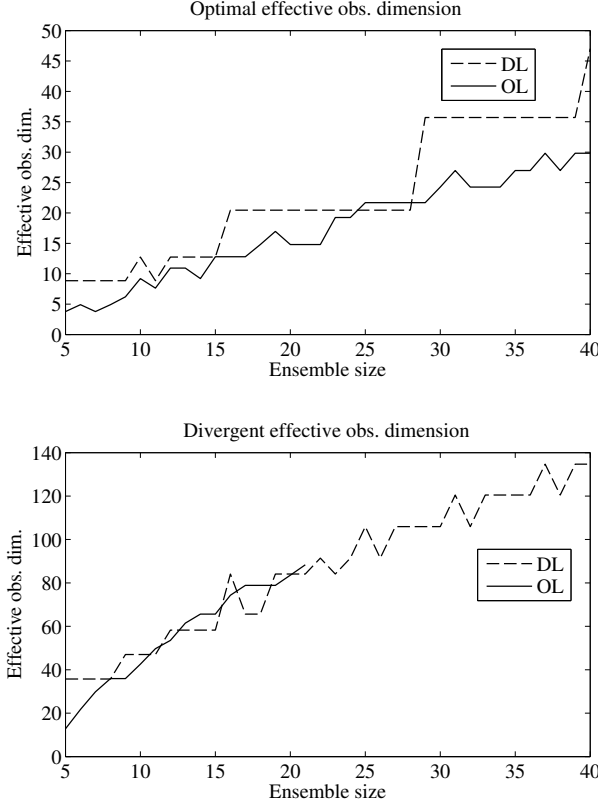 Optimal effective obs. dimension
50
45
40
35
30
25
20
15
10
5
0
Effective obs. dim.
DL
OL
5 10 15 20 25 30 35 40
Ensemble size
Divergent effective obs. dimension
140
120
100
80
60
40
20
0
Effective obs. dim.
DL
OL
5 10 15 20 25 30 35 40
Ensemble size